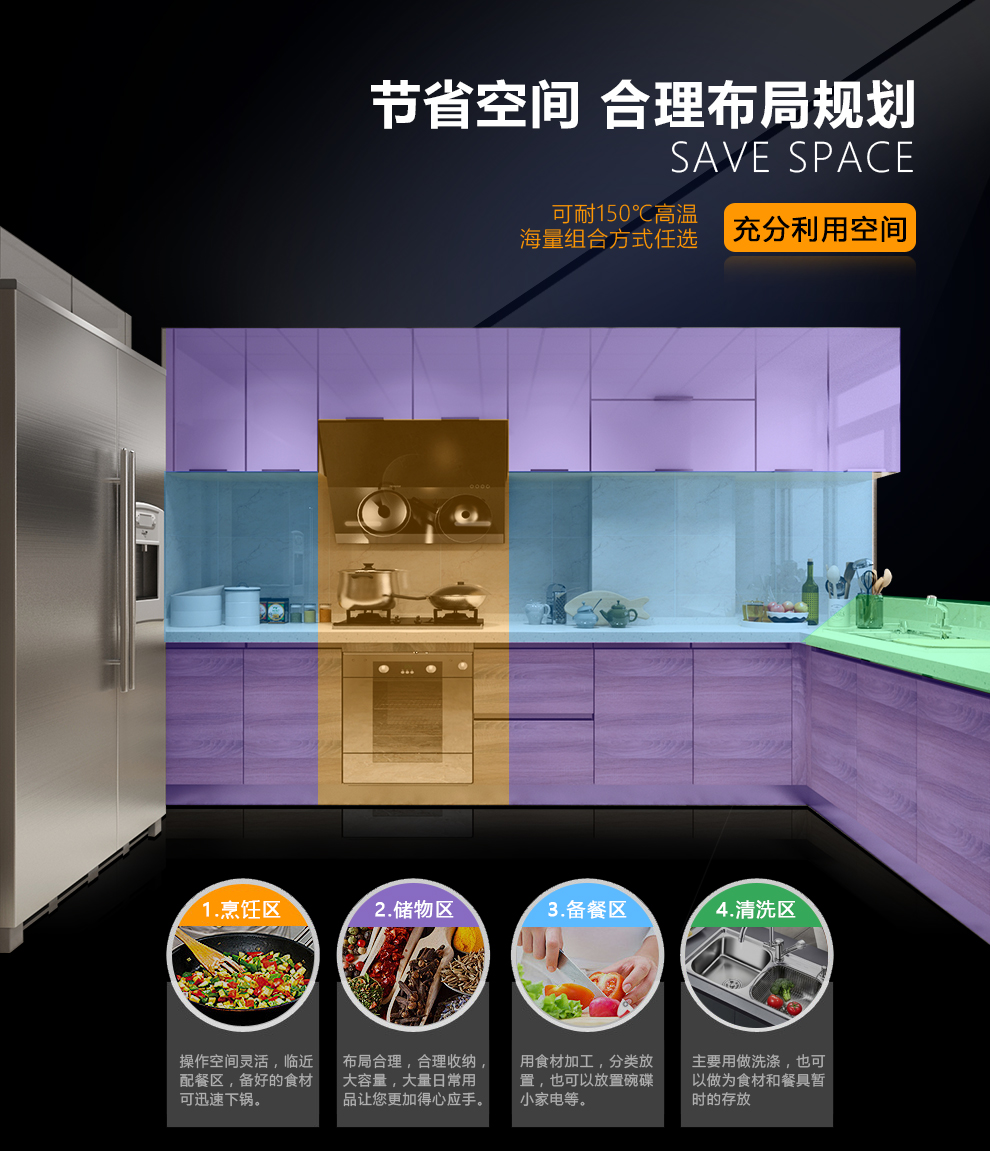 节省空间 合理布局规划
SAVE SPACE
可耐150℃高温
海量组合方式任选
充分利用空间
1.烹饪区
操作空间灵活，临近
配餐区，备好的食材
可迅速下锅。
2.储物区
布局合理，合理收纳，
大容量，大量日常用
品让您更加得心应手。
3.备餐区
用食材加工，分类放
置，也可以放置碗碟
小家电等。
4.清洗区
主要用做洗涤，也可
以做为食材和餐具暂
时的存放